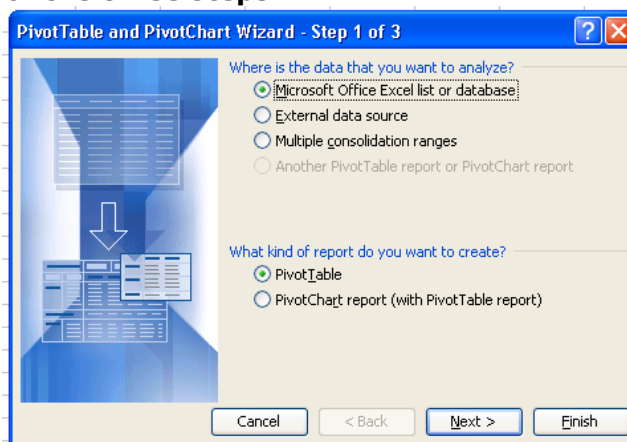 PivotTable and PivotChart Wizard - Step 1 of 3
Where is the data that you want to analyze?
Microsoft Office Excel list or database
External data source
Multiple consolidation ranges
Another PivotTable report or PivotChart report
What kind of report do you want to create?
PivotTable
PivotChart report (with PivotTable report)
Cancel
< Back
Next >
Finish